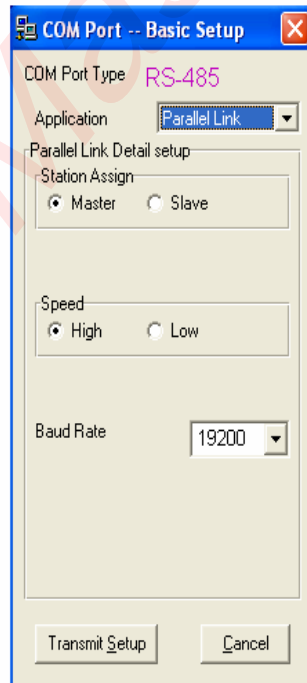 COM Port -- Basic Setup
COM Port Type RS-485
Application Parallel Link
Parallel Link Detail setup
Station Assign
Master Slave
Speed
High Low
Baud Rate 19200
Transmit Setup Cancel